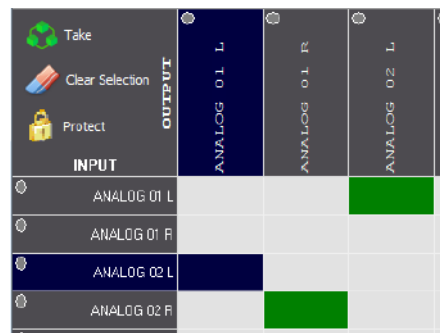 Take
Clear Selection
Protect
OUTPUT
INPUT
ANALOG 01 L
ANALOG 01 R
ANALOG 02 L
ANALOG 01 L
ANALOG 01 R
ANALOG 02 L
ANALOG 02 R